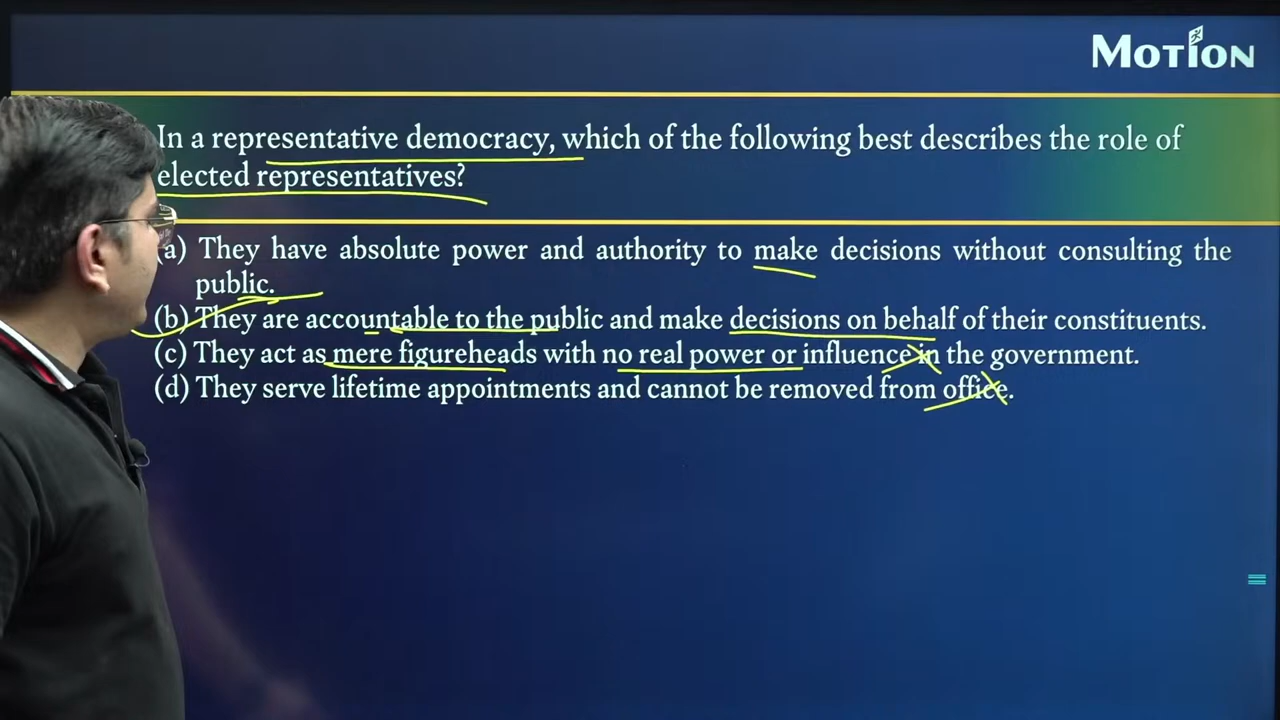 MOTION
In a representative democracy, which of the following best describes the role of
elected representatives?
a) They have absolute power and authority to make decisions without consulting the
public.
(b) They are accountable to the public and make decisions on behalf of their constituents.
(c) They act as mere figureheads with no real power or influence in the government.
(d) They serve lifetime appointments and cannot be removed from office.